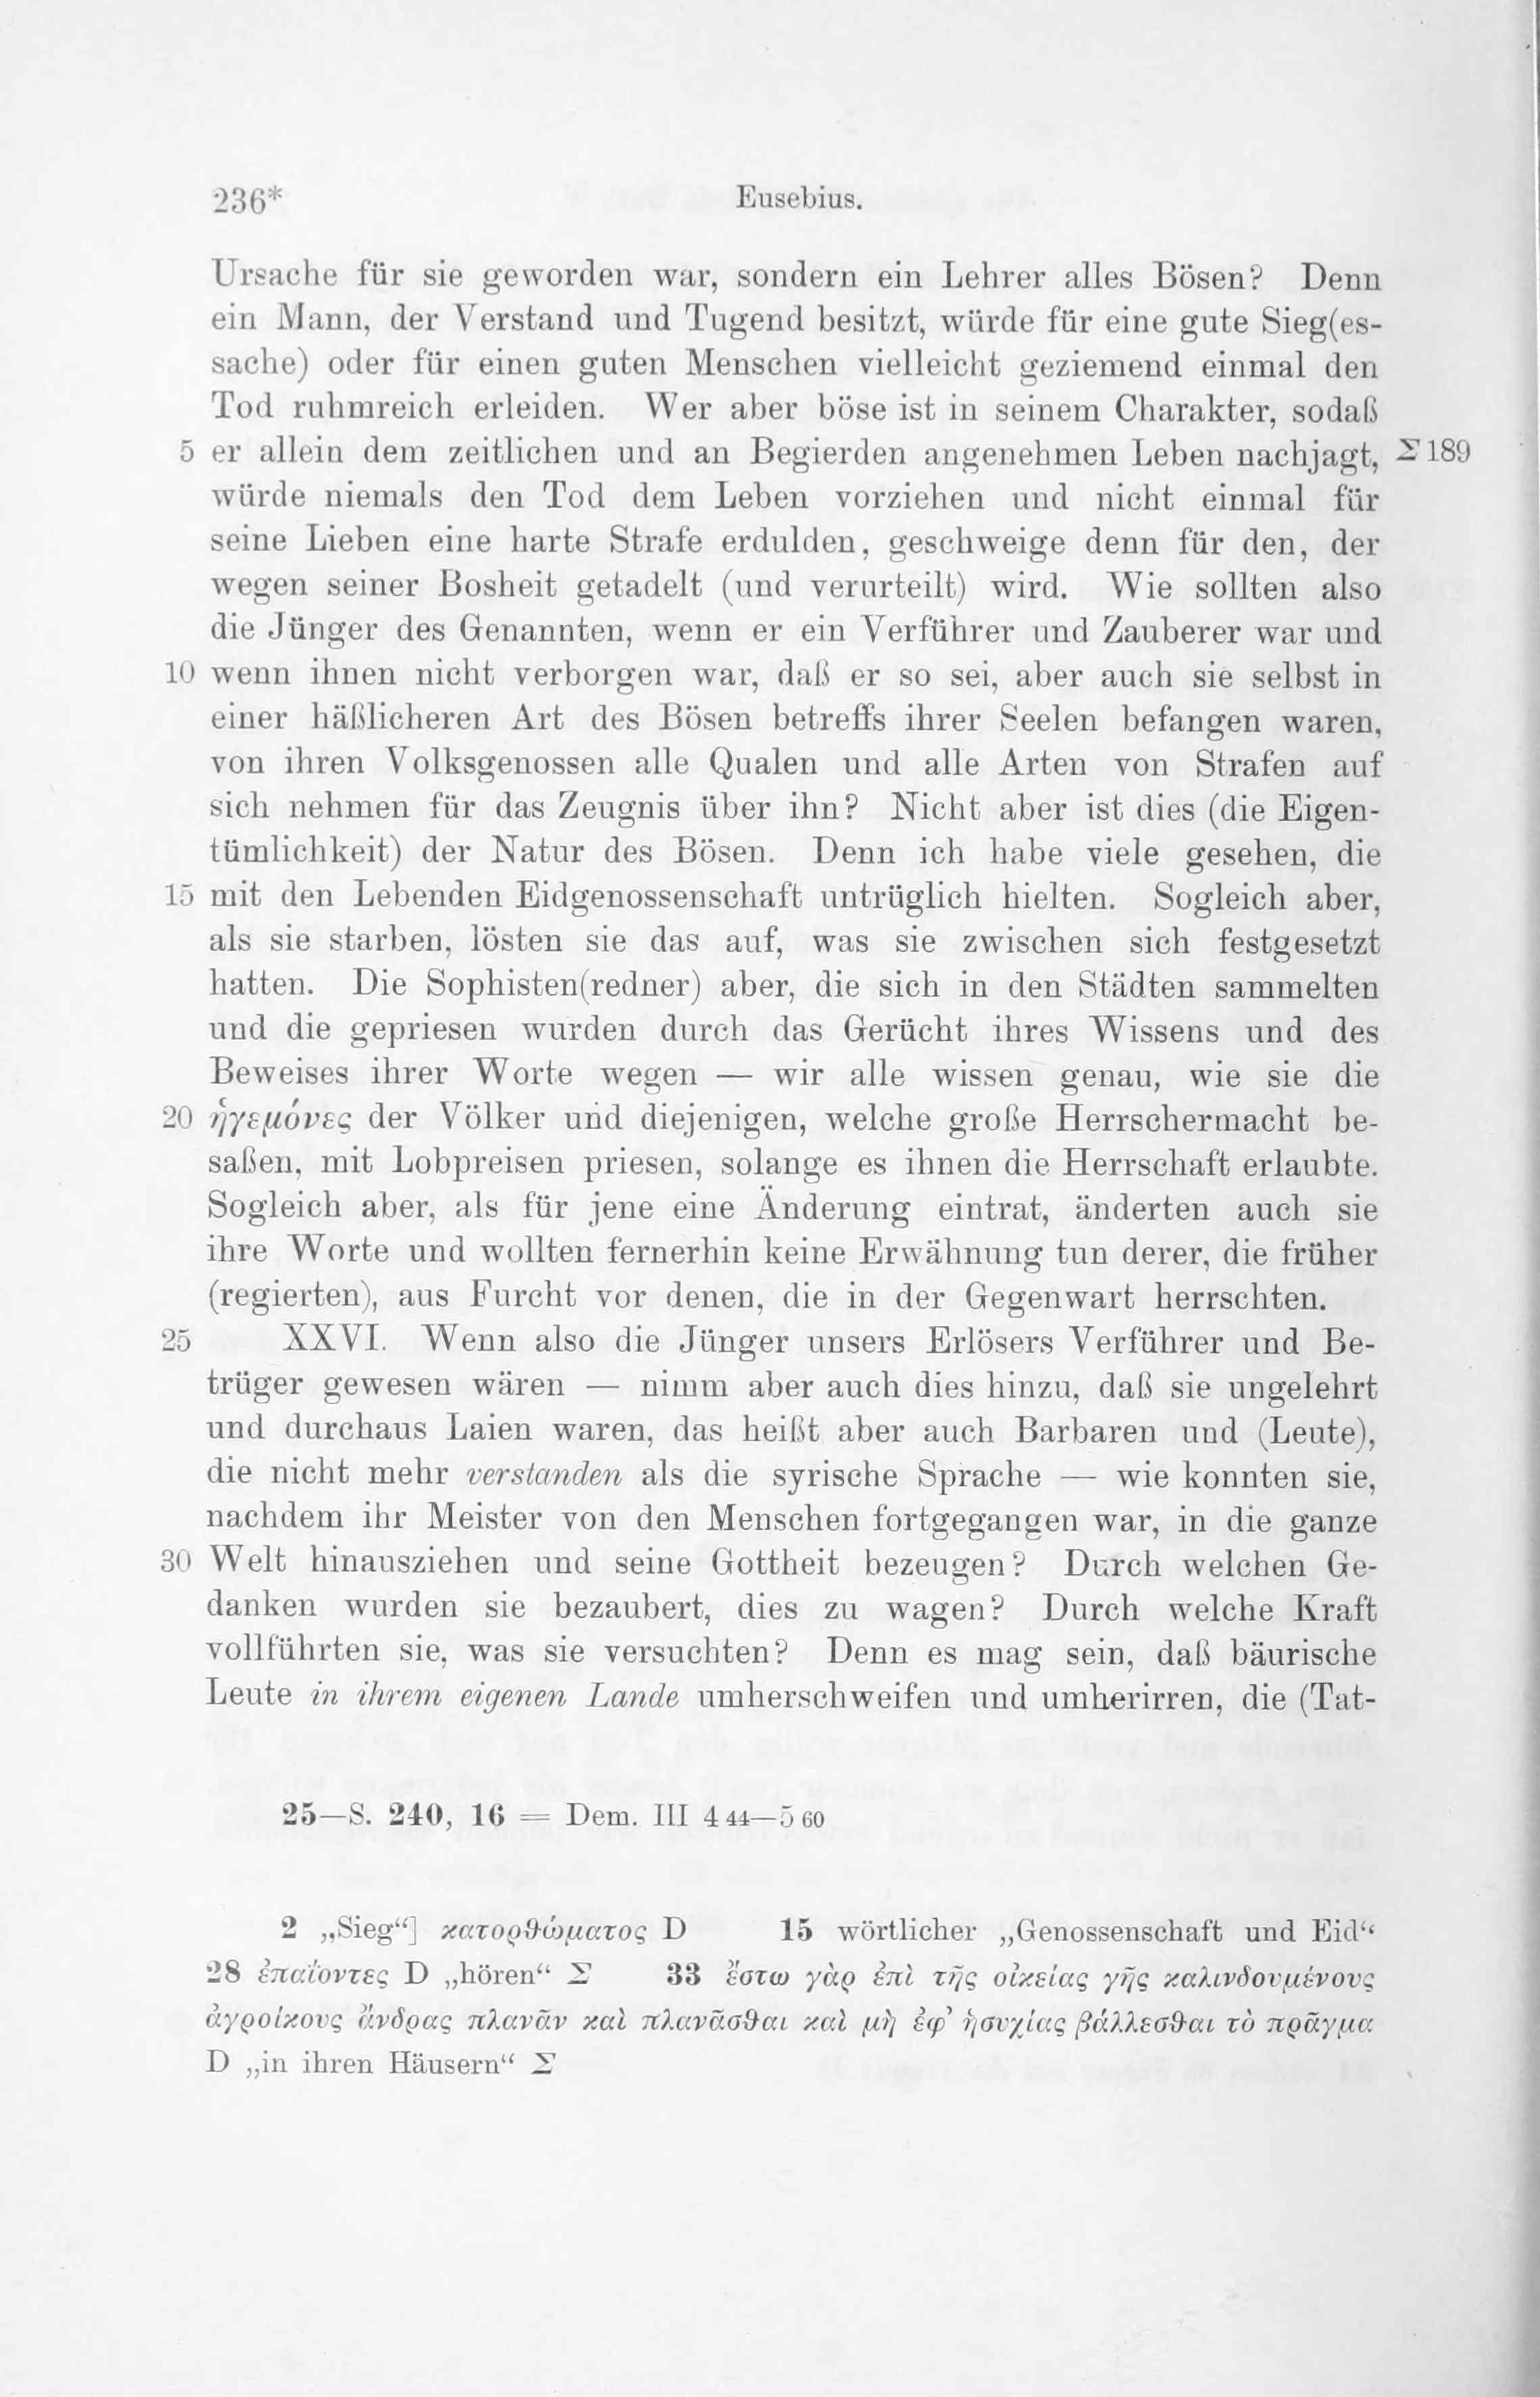 236* Eusebius.
Ursache für sie geworden war, sondern ein Lehrer alles Bösen? Denn
ein Mann, der Verstand und Tugend besitzt, würde für eine gute Sieg(es-
sache) oder für einen guten Menschen vielleicht geziemend einmal den
Tod ruhmreich erleiden. Wer aber böse ist in seinem Charakter, sodaß
5 er allein dem zeitlichen und an Begierden angenehmen Leben nachjagt, Σ 189
würde niemals den Tod dem Leben vorziehen und nicht einmal für
seine Lieben eine harte Strafe erdulden, geschweige denn für den, der
wegen seiner Bosheit getadelt (und verurteilt) wird. Wie sollten also
die Jünger des Genannten, wenn er ein Verführer und Zauberer war und
10 wenn ihnen nicht verborgen war, daß er so sei, aber auch sie selbst in
einer häßlicheren Art des Bösen betreffs ihrer Seelen befangen waren,
von ihren Volksgenossen alle Qualen und alle Arten von Strafen auf
sich nehmen für das Zeugnis über ihn? Nicht aber ist dies (die Eigen-
tümlichkeit) der Natur des Bösen. Denn ich habe viele gesehen, die
15 mit den Lebenden Eidgenossenschaft untrüglich hielten. Sogleich aber,
als sie starben, lösten sie das auf, was sie zwischen sich festgesetzt
hatten. Die Sophisten(redner) aber, die sich in den Städten sammelten
und die gepriesen wurden durch das Gerücht ihres Wissens und des
Beweises ihrer Worte wegen — wir alle wissen genau, wie sie die
20 ἡγεμόνες der Völker und diejenigen, welche große Herrschermacht be-
saßen, mit Lobpreisen priesen, solange es ihnen die Herrschaft erlaubte.
Sogleich aber, als für jene eine Änderung eintrat, änderten auch sie
ihre Worte und wollten fernerhin keine Erwähnung tun derer, die früher
(regierten), aus Furcht vor denen, die in der Gegenwart herrschten.
25 XXVI. Wenn also die Jünger unsers Erlösers Verführer und Be-
trüger gewesen wären — nimm aber auch dies hinzu, daß sie ungelehrt
und durchaus Laien waren, das heißt aber auch Barbaren und (Leute),
die nicht mehr verstanden als die syrische Sprache — wie konnten sie,
nachdem ihr Meister von den Menschen fortgegangen war, in die ganze
30 Welt hinausziehen und seine Gottheit bezeugen? Durch welchen Ge-
danken wurden sie bezaubert, dies zu wagen? Durch welche Kraft
vollführten sie, was sie versuchten? Denn es mag sein, daß bäurische
Leute in ihrem eigenen Lande umherschweifen und umherirren, die (Tat-
25—S. 240, 16 = Dem. III 4 44—5 60
2 „Sieg“] κατορθώματος D 15 wörtlicher „Genossenschaft und Eid“
28 ἐπαΐοντες D „hören“ Σ 33 ἔστω γὰρ ἐπὶ τῆς οἰκείας γῆς καλινδουμένους
ἀγροίκους ἄνδρας πλανᾶν καὶ πλανᾶσθαι καὶ μὴ ἐφ’ ἡσυχίας βάλλεσθαι τὸ πρᾶγμα
D „in ihren Häusern“ Σ